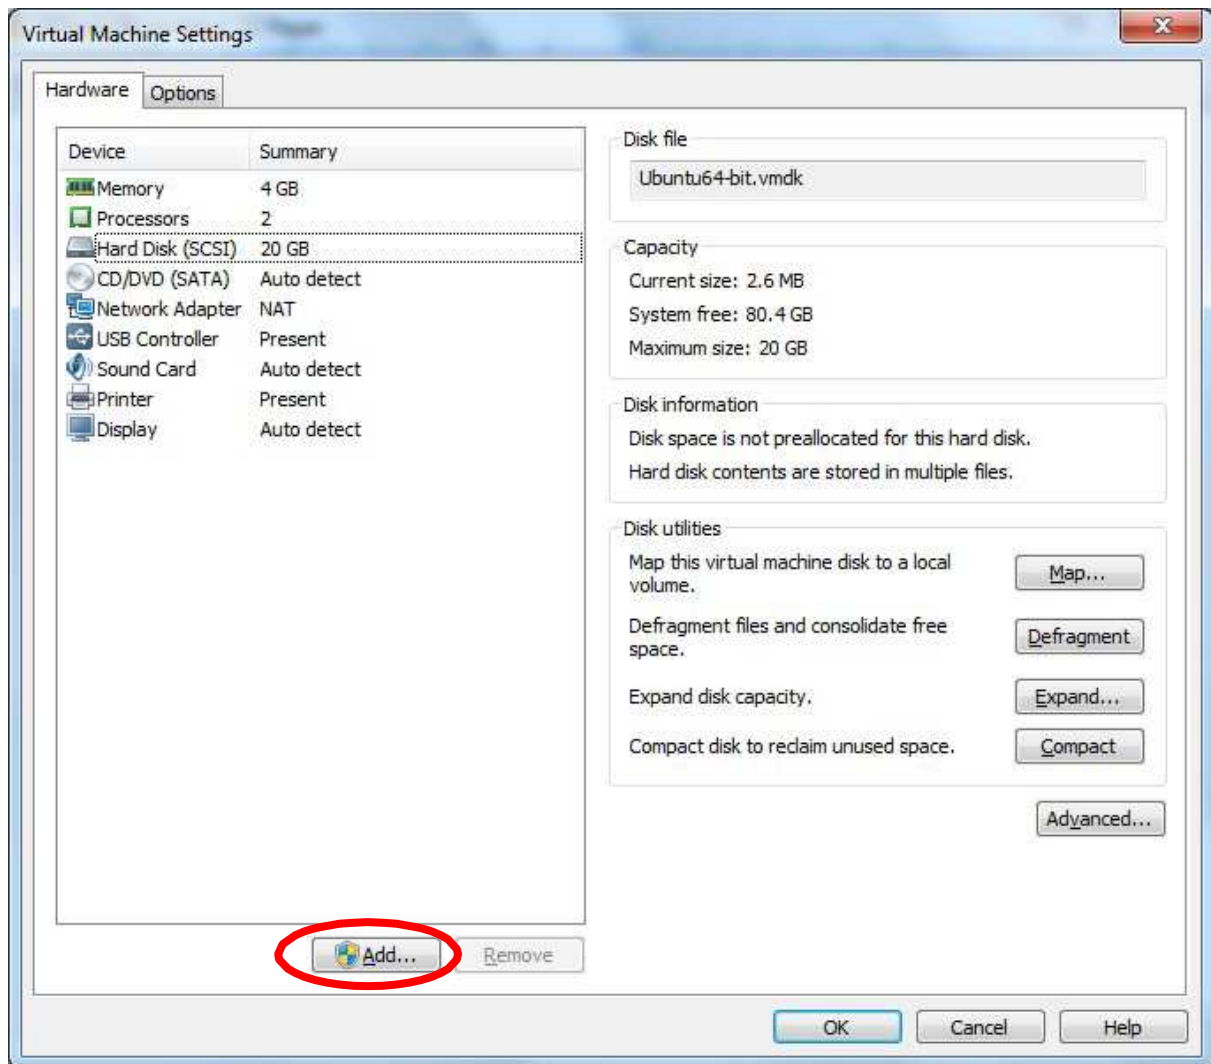 Virtual Machine Settings
Hardware
Options
Device Summary
Memory 4 GB
Processors 2
Hard Disk (SCSI) 20 GB
CD/DVD (SATA) Auto detect
Network Adapter NAT
USB Controller Present
Sound Card Auto detect
Printer Present
Display Auto detect
Add...
Remove
Disk file
Ubuntu64-bit.vmdk
Capacity
Current size: 2.6 MB
System free: 80.4 GB
Maximum size: 20 GB
Disk information
Disk space is not preallocated for this hard disk.
Hard disk contents are stored in multiple files.
Disk utilities
Map this virtual machine disk to a local
volume.
Map...
Defragment files and consolidate free
space.
Defragment
Expand disk capacity.
Expand...
Compact disk to reclaim unused space.
Compact
Advanced...
OK
Cancel
Help